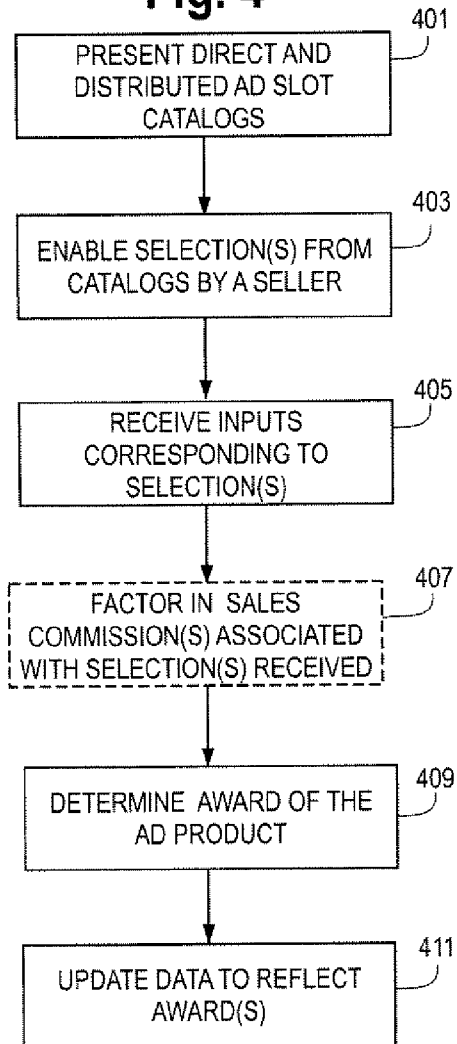 Fig. 4
401
PRESENT DIRECT AND
DISTRIBUTED AD SLOT
CATALOGS
403
ENABLE SELECTION(S) FROM
CATALOGS BY A SELLER
405
RECEIVE INPUTS
CORRESPONDING TO
SELECTION(S)
407
FACTOR IN SALES
COMMISSION(S) ASSOCIATED
WITH SELECTION(S) RECEIVED
409
DETERMINE AWARD OF THE
AD PRODUCT
411
UPDATE DATA TO REFLECT
AWARD(S)